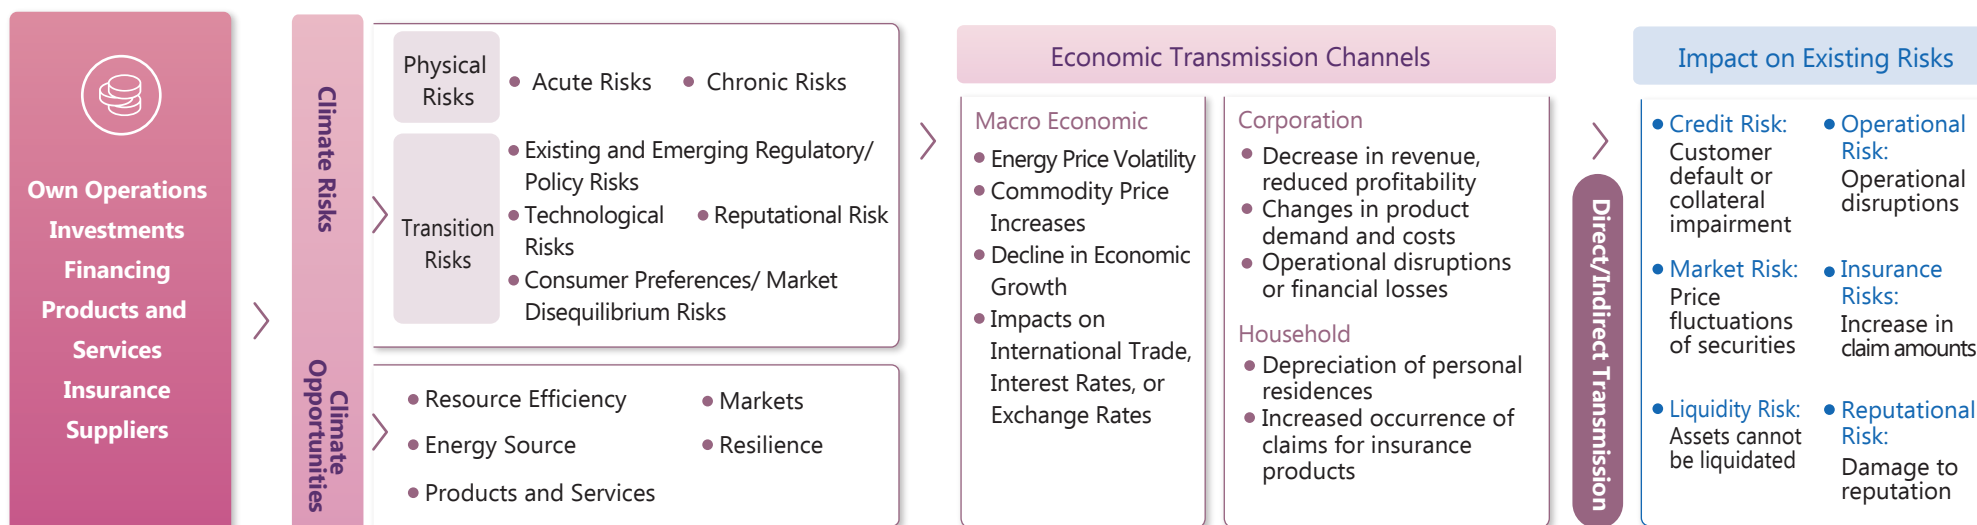 Own Operations
Investments
Financing
Products and
Services
Insurance
Suppliers
Climate Risks
Physical
Risks
Acute Risks
Chronic Risks
Transition
Risks
Existing and Emerging Regulatory/
Policy Risks
Technological
Risks
Reputational Risk
Consumer Preferences/ Market
Disequilibrium Risks
Climate
Opportunities
Resource Efficiency
Markets
Energy Source
Resilience
Products and Services
Economic Transmission Channels
Macro Economic
Energy Price Volatility
Commodity Price
Increases
Decline in Economic
Growth
Impacts on
International Trade,
Interest Rates, or
Exchange Rates
Corporation
Decrease in revenue,
reduced profitability
Changes in product
demand and costs
Operational disruptions
or financial losses
Household
Depreciation of personal
residences
Increased occurrence of
claims for insurance
products
Direct/Indirect Transmission
Impact on Existing Risks
Credit Risk:
Customer
default or
collateral
impairment
Operational
Risk:
Operational
disruptions
Market Risk:
Price
fluctuations
of securities
Insurance
Risks:
Increase in
claim amounts
Liquidity Risk:
Assets cannot
be liquidated
Reputational
Risk:
Damage to
reputation